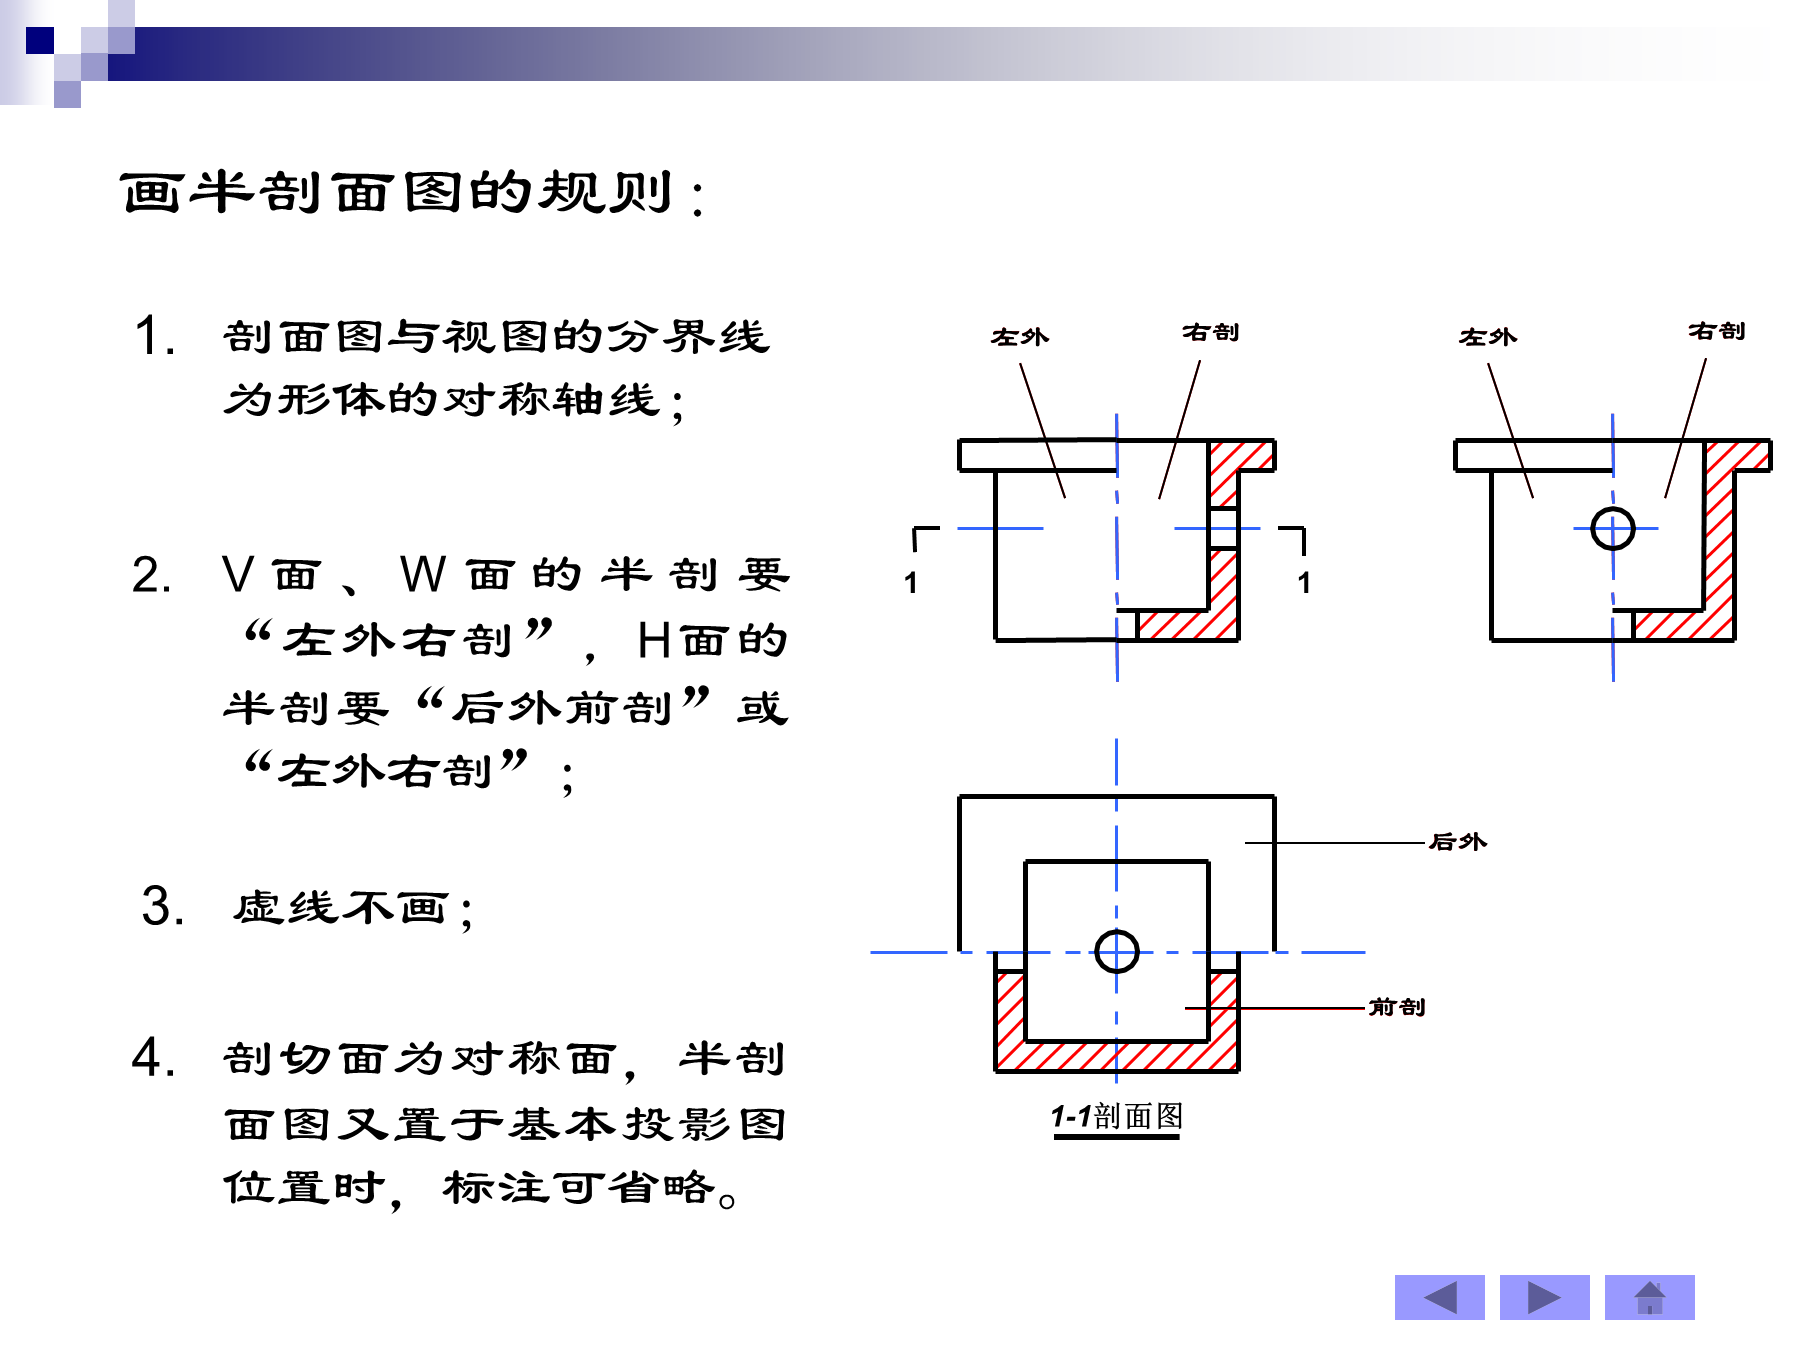 画半剖面图的规则：
1. 剖面图与视图的分界线
为形体的对称轴线；
2. V面、W面的半剖要
“左外右剖”，H面的
半剖要“后外前剖”或
“左外右剖”；
3. 虚线不画；
4. 剖切面为对称面，半剖
面图又置于基本投影图
位置时，标注可省略。
左外 右剖
1 1
左外 右剖
后外
前剖
1-1剖面图